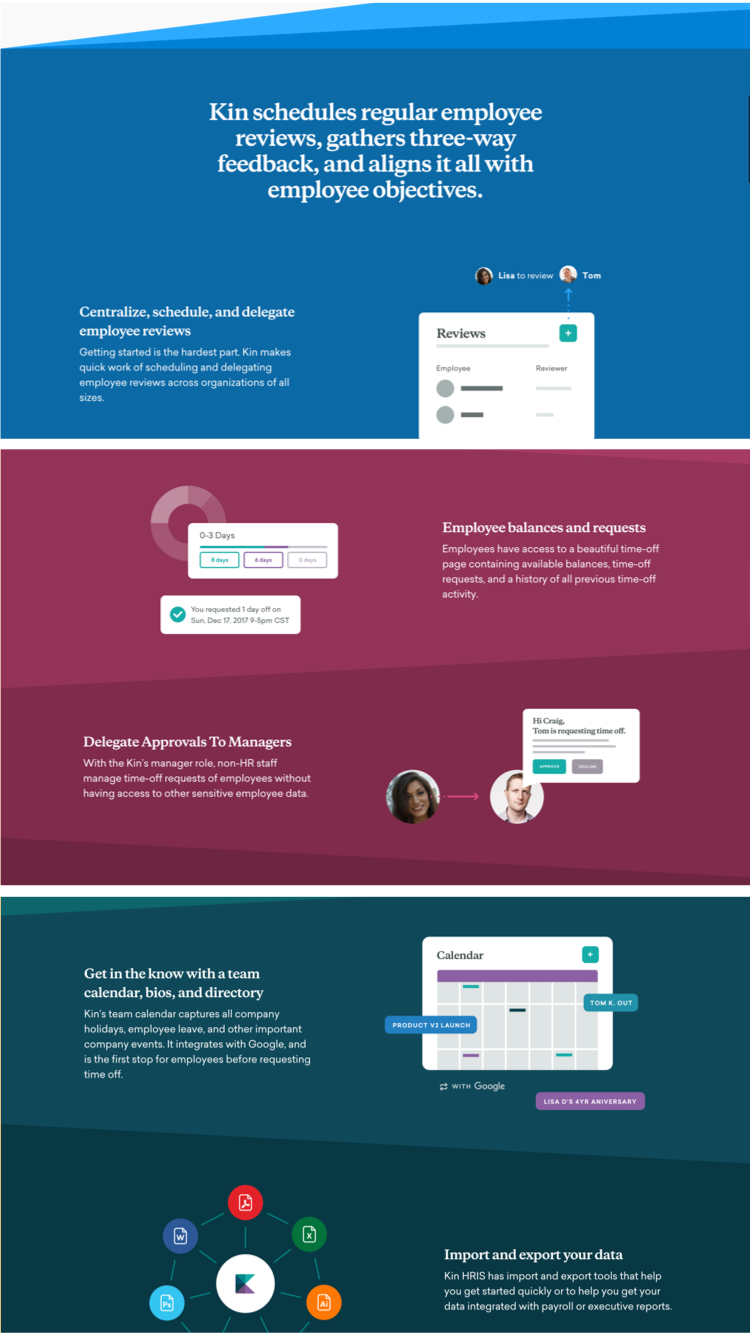 Kin schedules regular employee
reviews, gathers three-way
feedback, and aligns it all with
employee objectives.
Lisa to review Tom
Centralize, schedule, and delegate
employee reviews
Getting started is the hardest part. Kin makes
quick work of scheduling and delegating
employee reviews across organizations of all
sizes.
Reviews
+
Employee Reviewer
0-3 Days
8 days 6 days 0 days
You requested 1 day off on
Sun, Dec 17, 2017 9-5pm CST
Employee balances and requests
Employees have access to a beautiful time-off
page containing available balances, time-off
requests, and a history of all previous time-off
activity.
Delegate Approvals To Managers
With the Kin's manager role, non-HR staff
manage time-off requests of employees without
having access to other sensitive employee data.
Hi Craig,
Tom is requesting time off.
APPROVE DECLINE
Get in the know with a team
calendar, bios, and directory
Kin's team calendar captures all company
holidays, employee leave, and other important
company events. It integrates with Google, and
is the first stop for employees before requesting
time off.
Calendar
+
TOM K. OUT
PRODUCT V2 LAUNCH
WITH Google
LISA D'S 4YR ANIVERSARY
W
X
Ps
Ai
Import and export your data
Kin HRIS has import and export tools that help
you get started quickly or to help you get your
data integrated with payroll or executive reports.